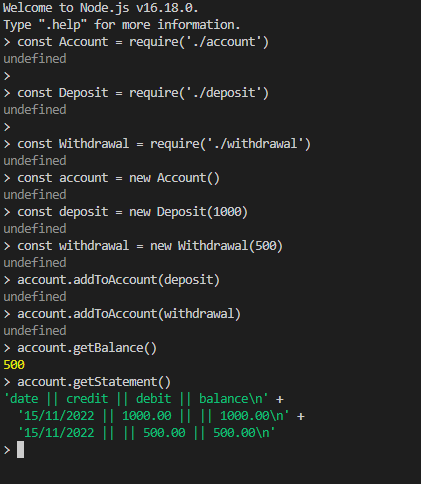 Welcome to Node.js v16.18.0.
Type ".help" for more information.
> const Account = require('./account')
undefined
>
> const Deposit = require('./deposit')
undefined
>
> const Withdrawal = require('./withdrawal')
undefined
> const account = new Account()
undefined
> const deposit = new Deposit(1000)
undefined
> const withdrawal = new Withdrawal(500)
undefined
> account.addToAccount(deposit)
undefined
> account.addToAccount(withdrawal)
undefined
> account.getBalance()
500
> account.getStatement()
'date || credit || debit || balance\n' +
  '15/11/2022 || 1000.00 || || 1000.00\n' +
  '15/11/2022 || || 500.00 || 500.00\n'
>